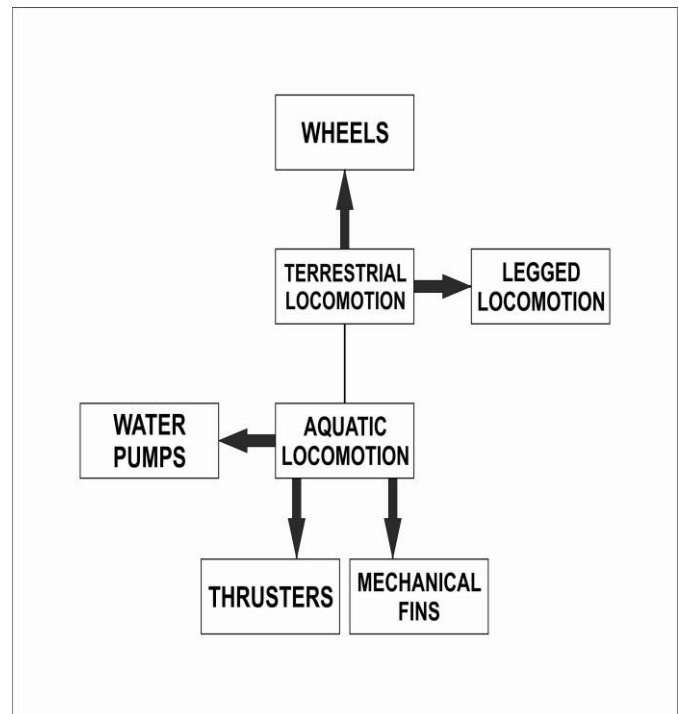 WHEELS
TERRESTRIAL
LOCOMOTION
LEGGED
LOCOMOTION
WATER
PUMPS
AQUATIC
LOCOMOTION
THRUSTERS
MECHANICAL
FINS